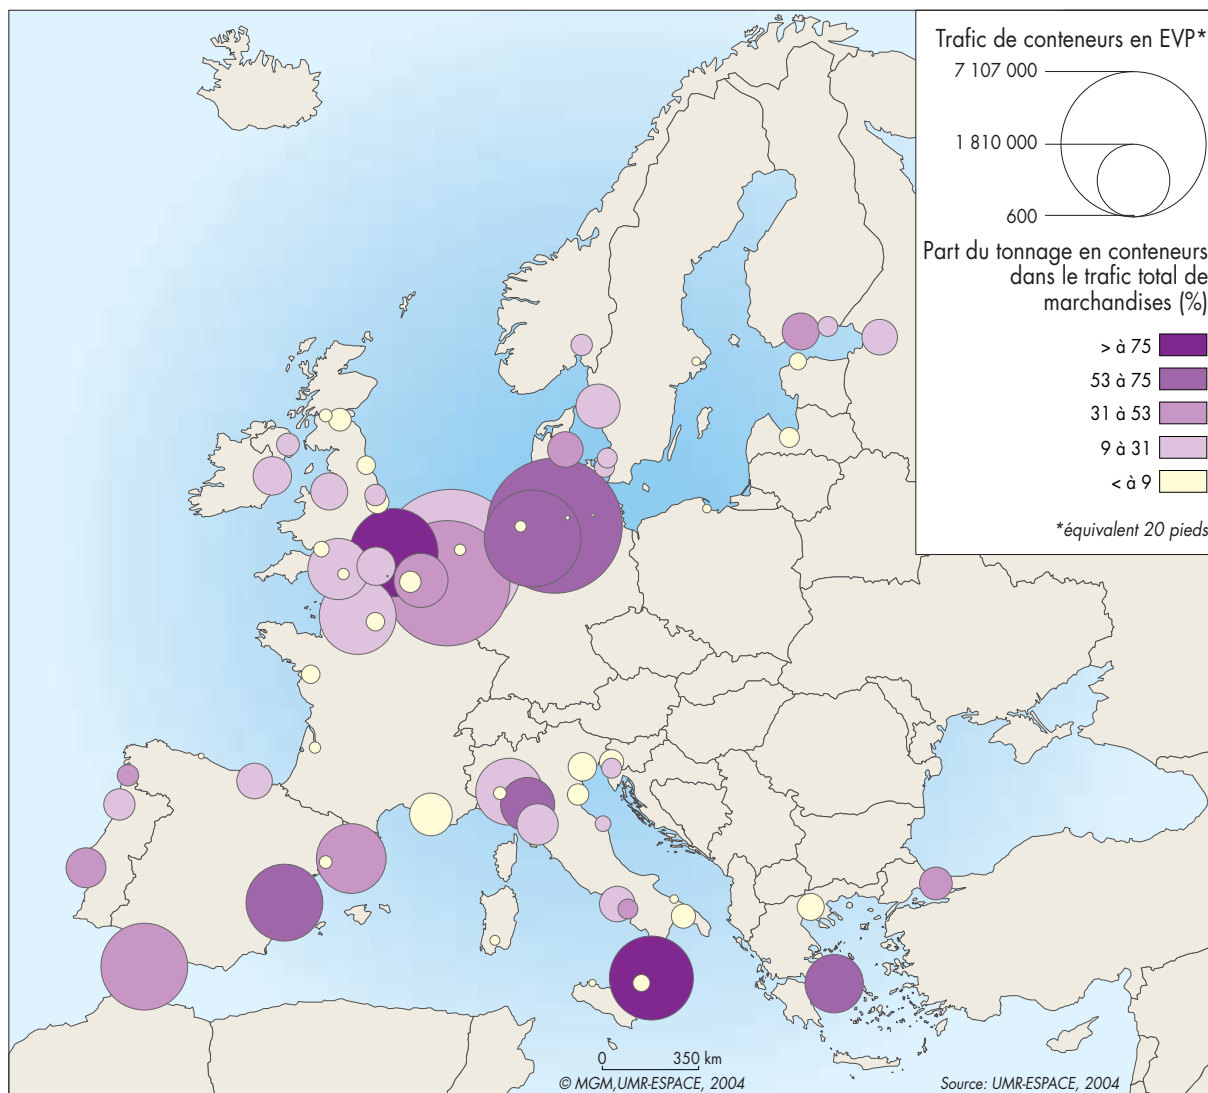 Trafic de conteneurs en EVP*
7 107 000
1 810 000
600
Part du tonnage en conteneurs
dans le trafic total de
marchandises (%)
> à 75
53 à 75
31 à 53
9 à 31
< à 9
*équivalent 20 pieds
0 350 km
© MGM,UMR-ESPACE, 2004
Source: UMR-ESPACE, 2004